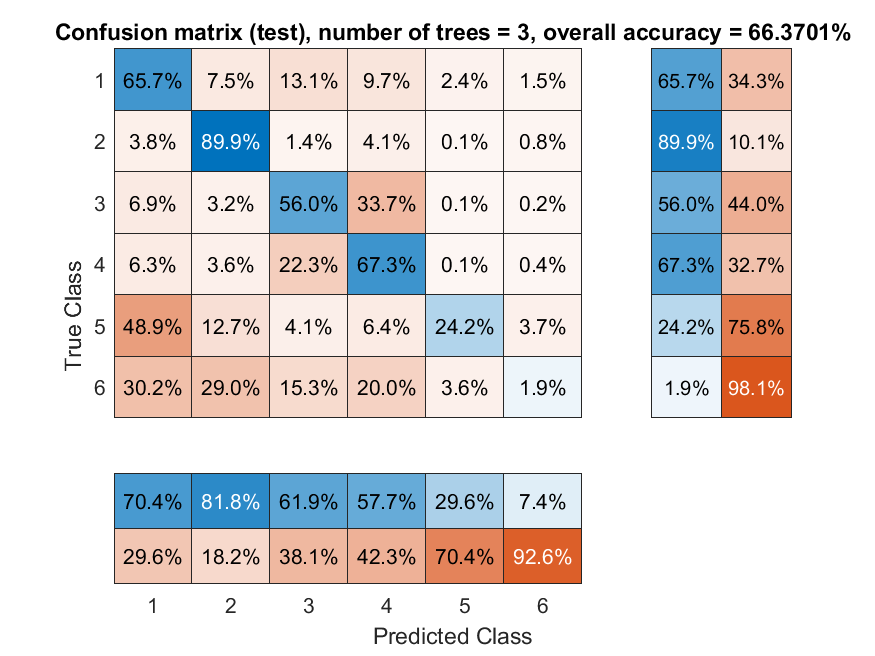 Confusion matrix (test), number of trees = 3, overall accuracy = 66.3701%
1 65.7% 7.5% 13.1% 9.7% 2.4% 1.5% 65.7% 34.3%
2 3.8% 89.9% 1.4% 4.1% 0.1% 0.8% 89.9% 10.1%
3 6.9% 3.2% 56.0% 33.7% 0.1% 0.2% 56.0% 44.0%
4 6.3% 3.6% 22.3% 67.3% 0.1% 0.4% 67.3% 32.7%
5 48.9% 12.7% 4.1% 6.4% 24.2% 3.7% 24.2% 75.8%
6 30.2% 29.0% 15.3% 20.0% 3.6% 1.9% 1.9% 98.1%
True Class
70.4% 81.8% 61.9% 57.7% 29.6% 7.4%
29.6% 18.2% 38.1% 42.3% 70.4% 92.6%
1 2 3 4 5 6
Predicted Class